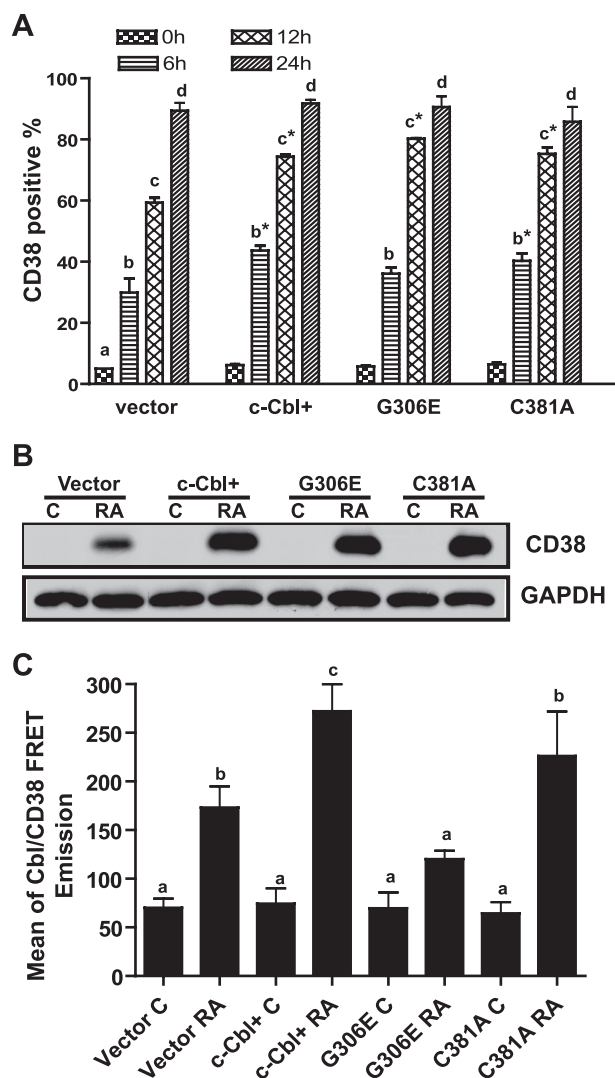 A
0h 12h
6h 24h
CD38 positive %
100
80
60
40
20
0
a b c d
b* c* d
b c* d
b* c* d
vector c-Cbl+ G306E C381A
B
Vector c-Cbl+ G306E C381A
C RA C RA C RA C RA
CD38
GAPDH
C
Mean of Cbl/CD38 FRET
Emission
300
250
200
150
100
50
0
a b a c a a a b
Vector C
Vector RA
c-Cbl+ C
c-Cbl+ RA
G306E C
G306E RA
C381A C
C381A RA